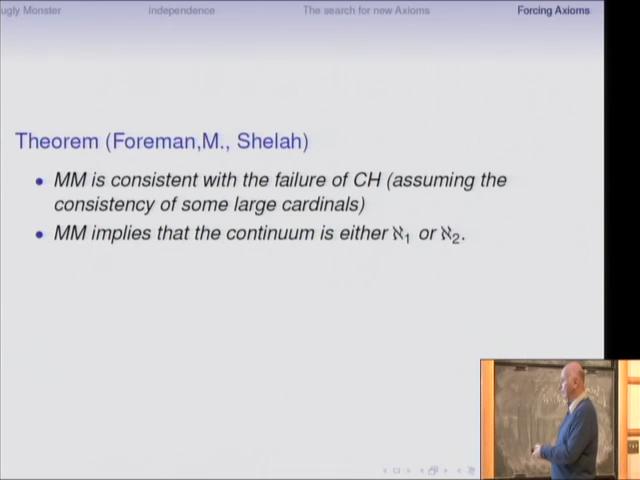 ugly Monster independence The search for new Axioms Forcing Axioms
Theorem (Foreman,M., Shelah)
• MM is consistent with the failure of CH (assuming the
consistency of some large cardinals)
• MM implies that the continuum is either ℵ₁ or ℵ₂.